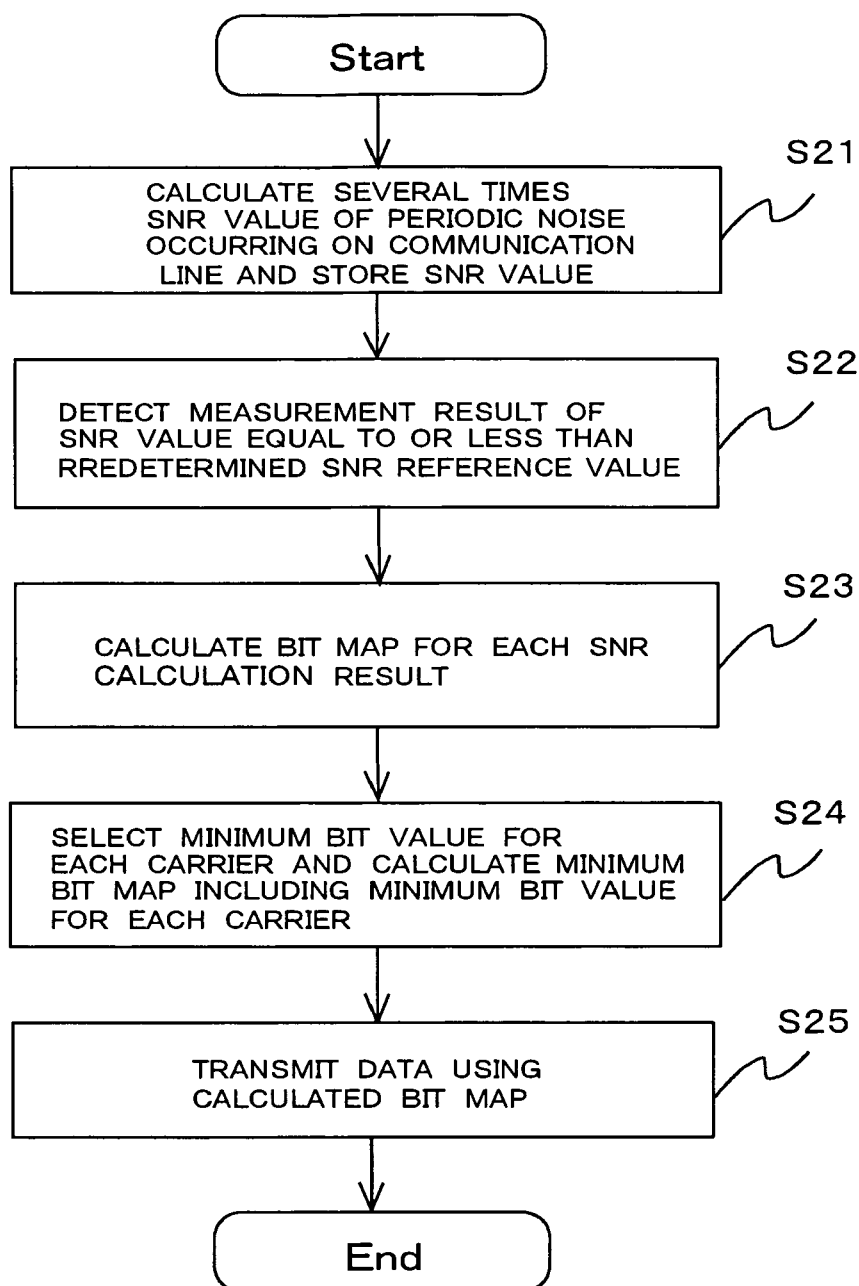 Start
S21
CALCULATE SEVERAL TIMES
SNR VALUE OF PERIODIC NOISE
OCCURRING ON COMMUNICATION
LINE AND STORE SNR VALUE
S22
DETECT MEASUREMENT RESULT OF
SNR VALUE EQUAL TO OR LESS THAN
RREDETERMINED SNR REFERENCE VALUE
S23
CALCULATE BIT MAP FOR EACH SNR
CALCULATION RESULT
S24
SELECT MINIMUM BIT VALUE FOR
EACH CARRIER AND CALCULATE MINIMUM
BIT MAP INCLUDING MINIMUM BIT VALUE
FOR EACH CARRIER
S25
TRANSMIT DATA USING
CALCULATED BIT MAP
End